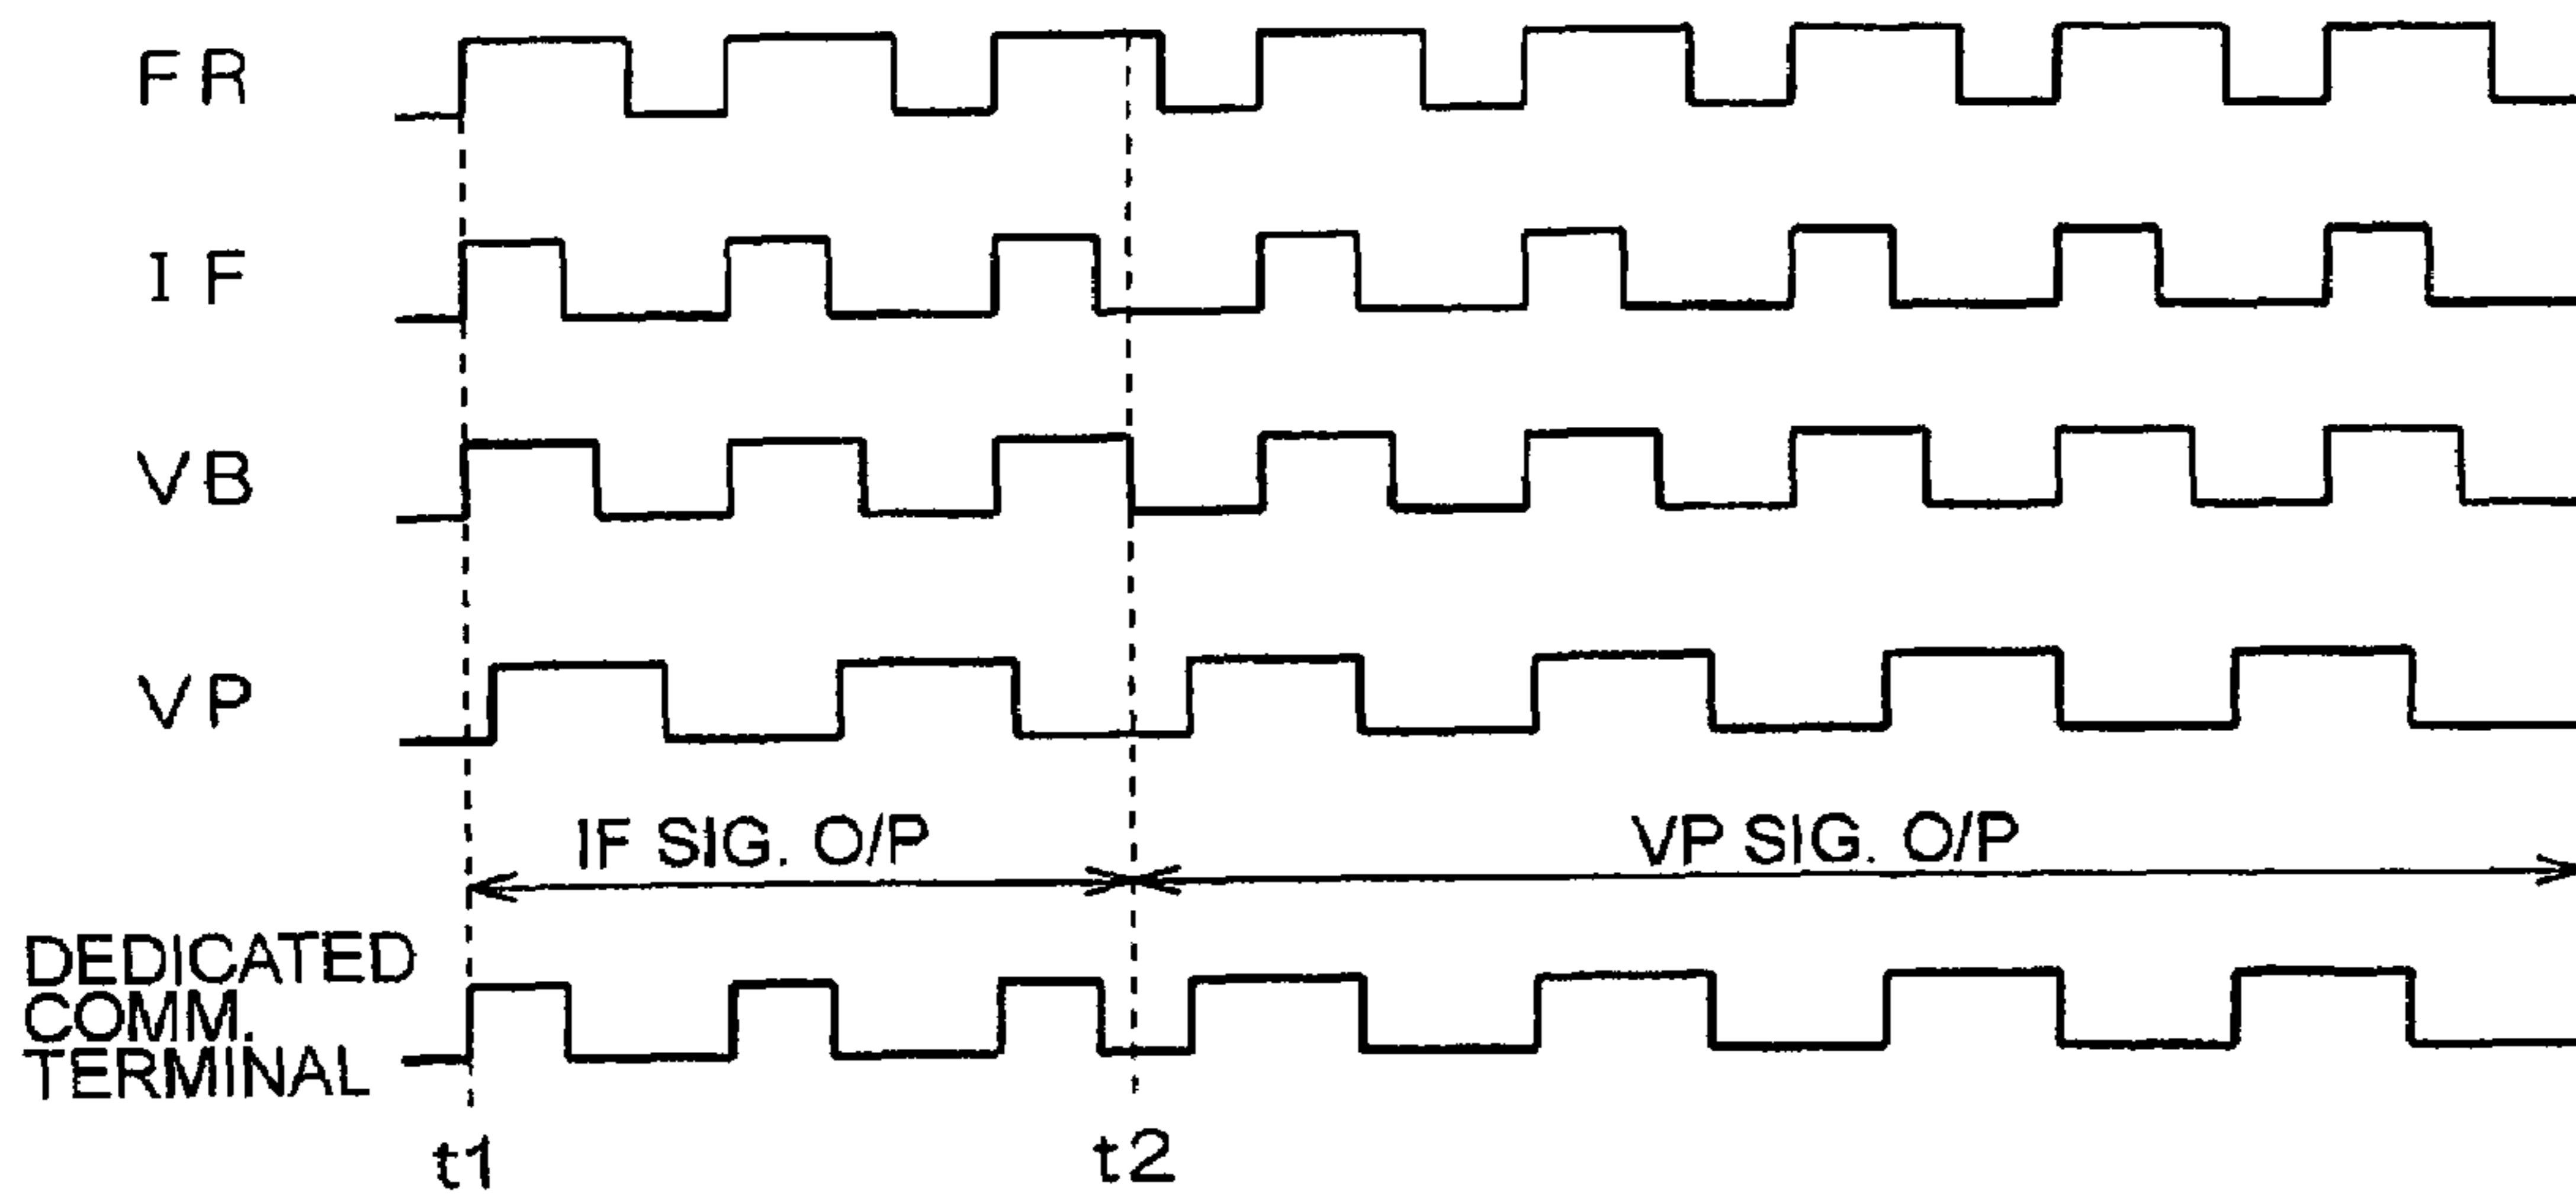 FR
IF
VB
VP
IF SIG. O/P
VP SIG. O/P
DEDICATED
COMM.
TERMINAL
t1
t2